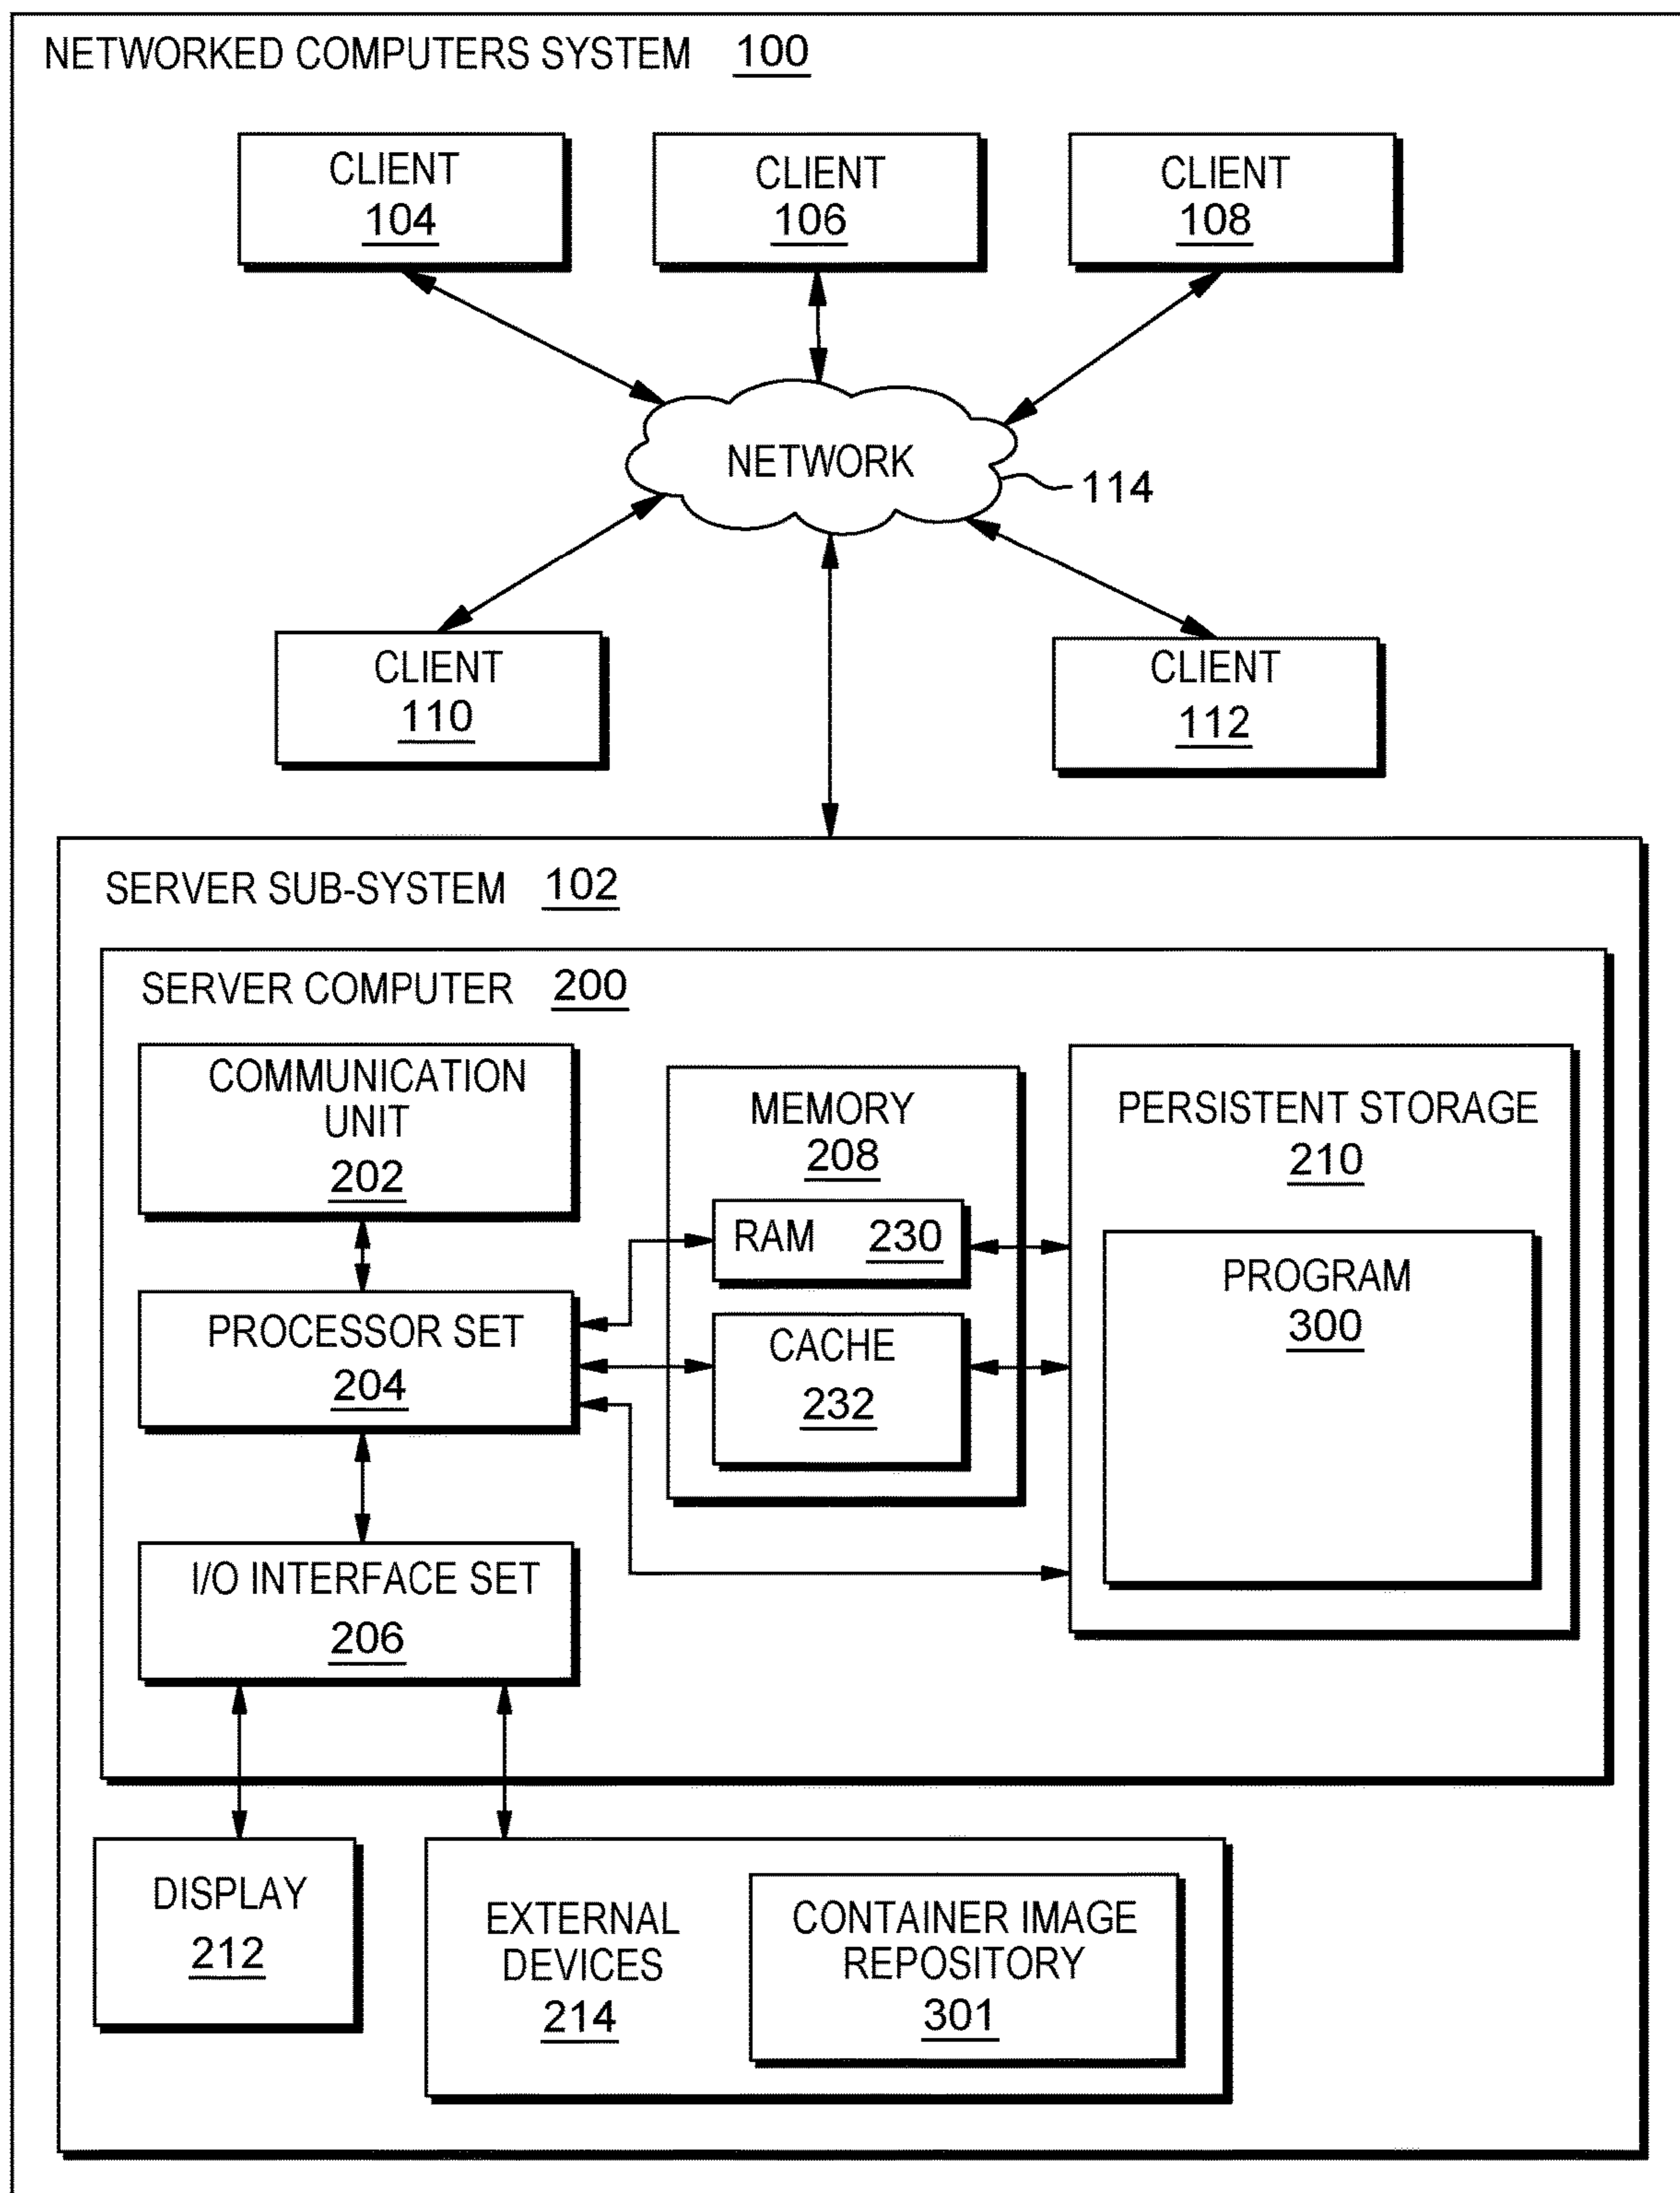 NETWORKED COMPUTERS SYSTEM 100
CLIENT
104
CLIENT
106
CLIENT
108
NETWORK
114
CLIENT
110
CLIENT
112
SERVER SUB-SYSTEM 102
SERVER COMPUTER 200
COMMUNICATION
UNIT
202
PROCESSOR SET
204
I/O INTERFACE SET
206
MEMORY
208
RAM 230
CACHE
232
PERSISTENT STORAGE
210
PROGRAM
300
DISPLAY
212
EXTERNAL
DEVICES
214
CONTAINER IMAGE
REPOSITORY
301